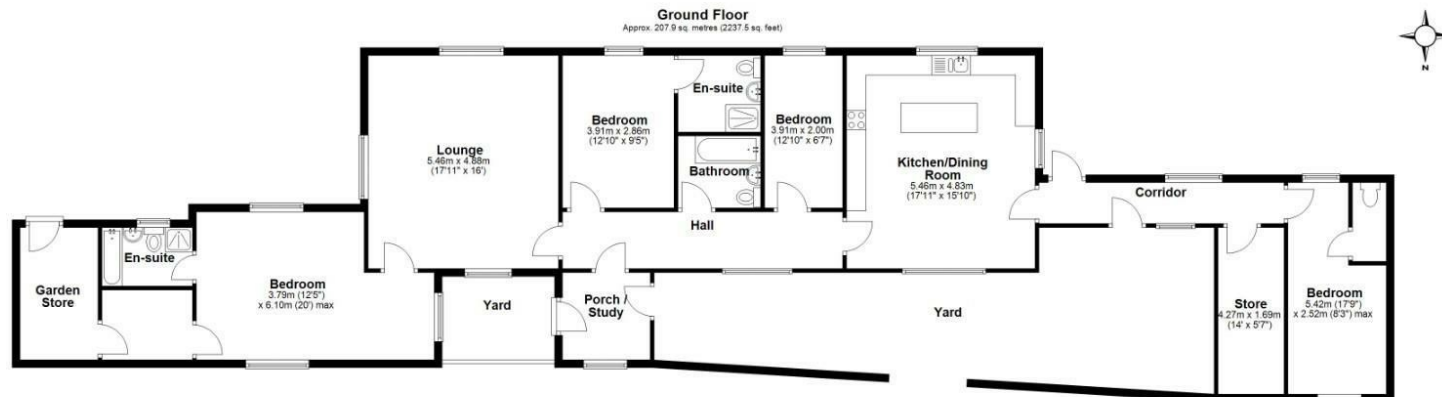 Ground Floor
Approx. 207.9 sq. metres (2237.5 sq. feet)
N
Lounge
5.46m x 4.88m
(17'11" x 16')
Bedroom
3.91m x 2.86m
(12'10" x 9'5")
En-suite
Bathroom
Bedroom
3.91m x 2.00m
(12'10" x 6'7")
Kitchen/Dining
Room
5.46m x 4.83m
(17'11" x 15'10")
Corridor
Hall
En-suite
Garden
Store
Bedroom
3.79m (12'5")
x 6.10m (20') max
Yard
Porch /
Study
Yard
Store
4.27m x 1.69m
(14' x 5'7")
Bedroom
5.42m (17'9")
x 2.52m (8'3") max